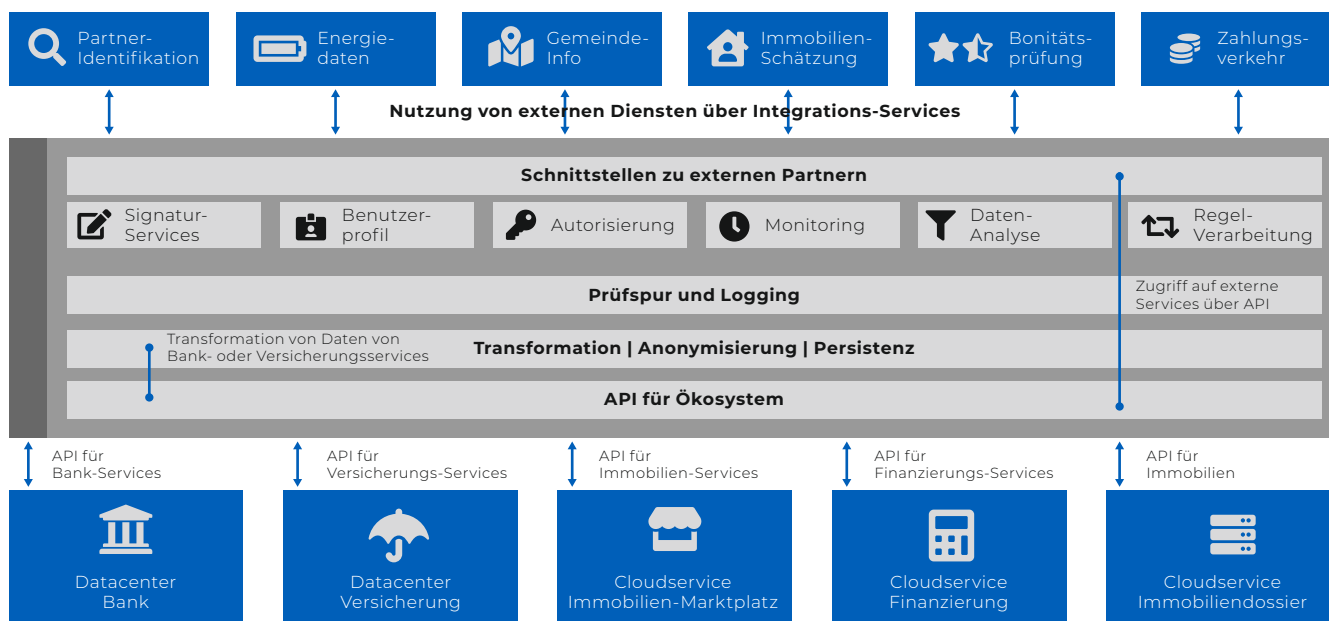 Partner-
Identifikation
Energie-
daten
Gemeinde-
Info
Immobilien-
Schätzung
Bonitäts-
prüfung
Zahlungs-
verkehr
Nutzung von externen Diensten über Integrations-Services
Schnittstellen zu externen Partnern
Signatur-
Services
Benutzer-
profil
Autorisierung
Monitoring
Daten-
Analyse
Regel-
Verarbeitung
Prüfspur und Logging
Zugriff auf externe
Services über API
Transformation von Daten von
Bank- oder Versicherungsservices
Transformation | Anonymisierung | Persistenz
API für Ökosystem
API für
Bank-Services
API für
Versicherungs-Services
API für
Immobilien-Services
API für
Finanzierungs-Services
API für
Immobilien
Datacenter
Bank
Datacenter
Versicherung
Cloudservice
Immobilien-Marktplatz
Cloudservice
Finanzierung
Cloudservice
Immobiliendossier